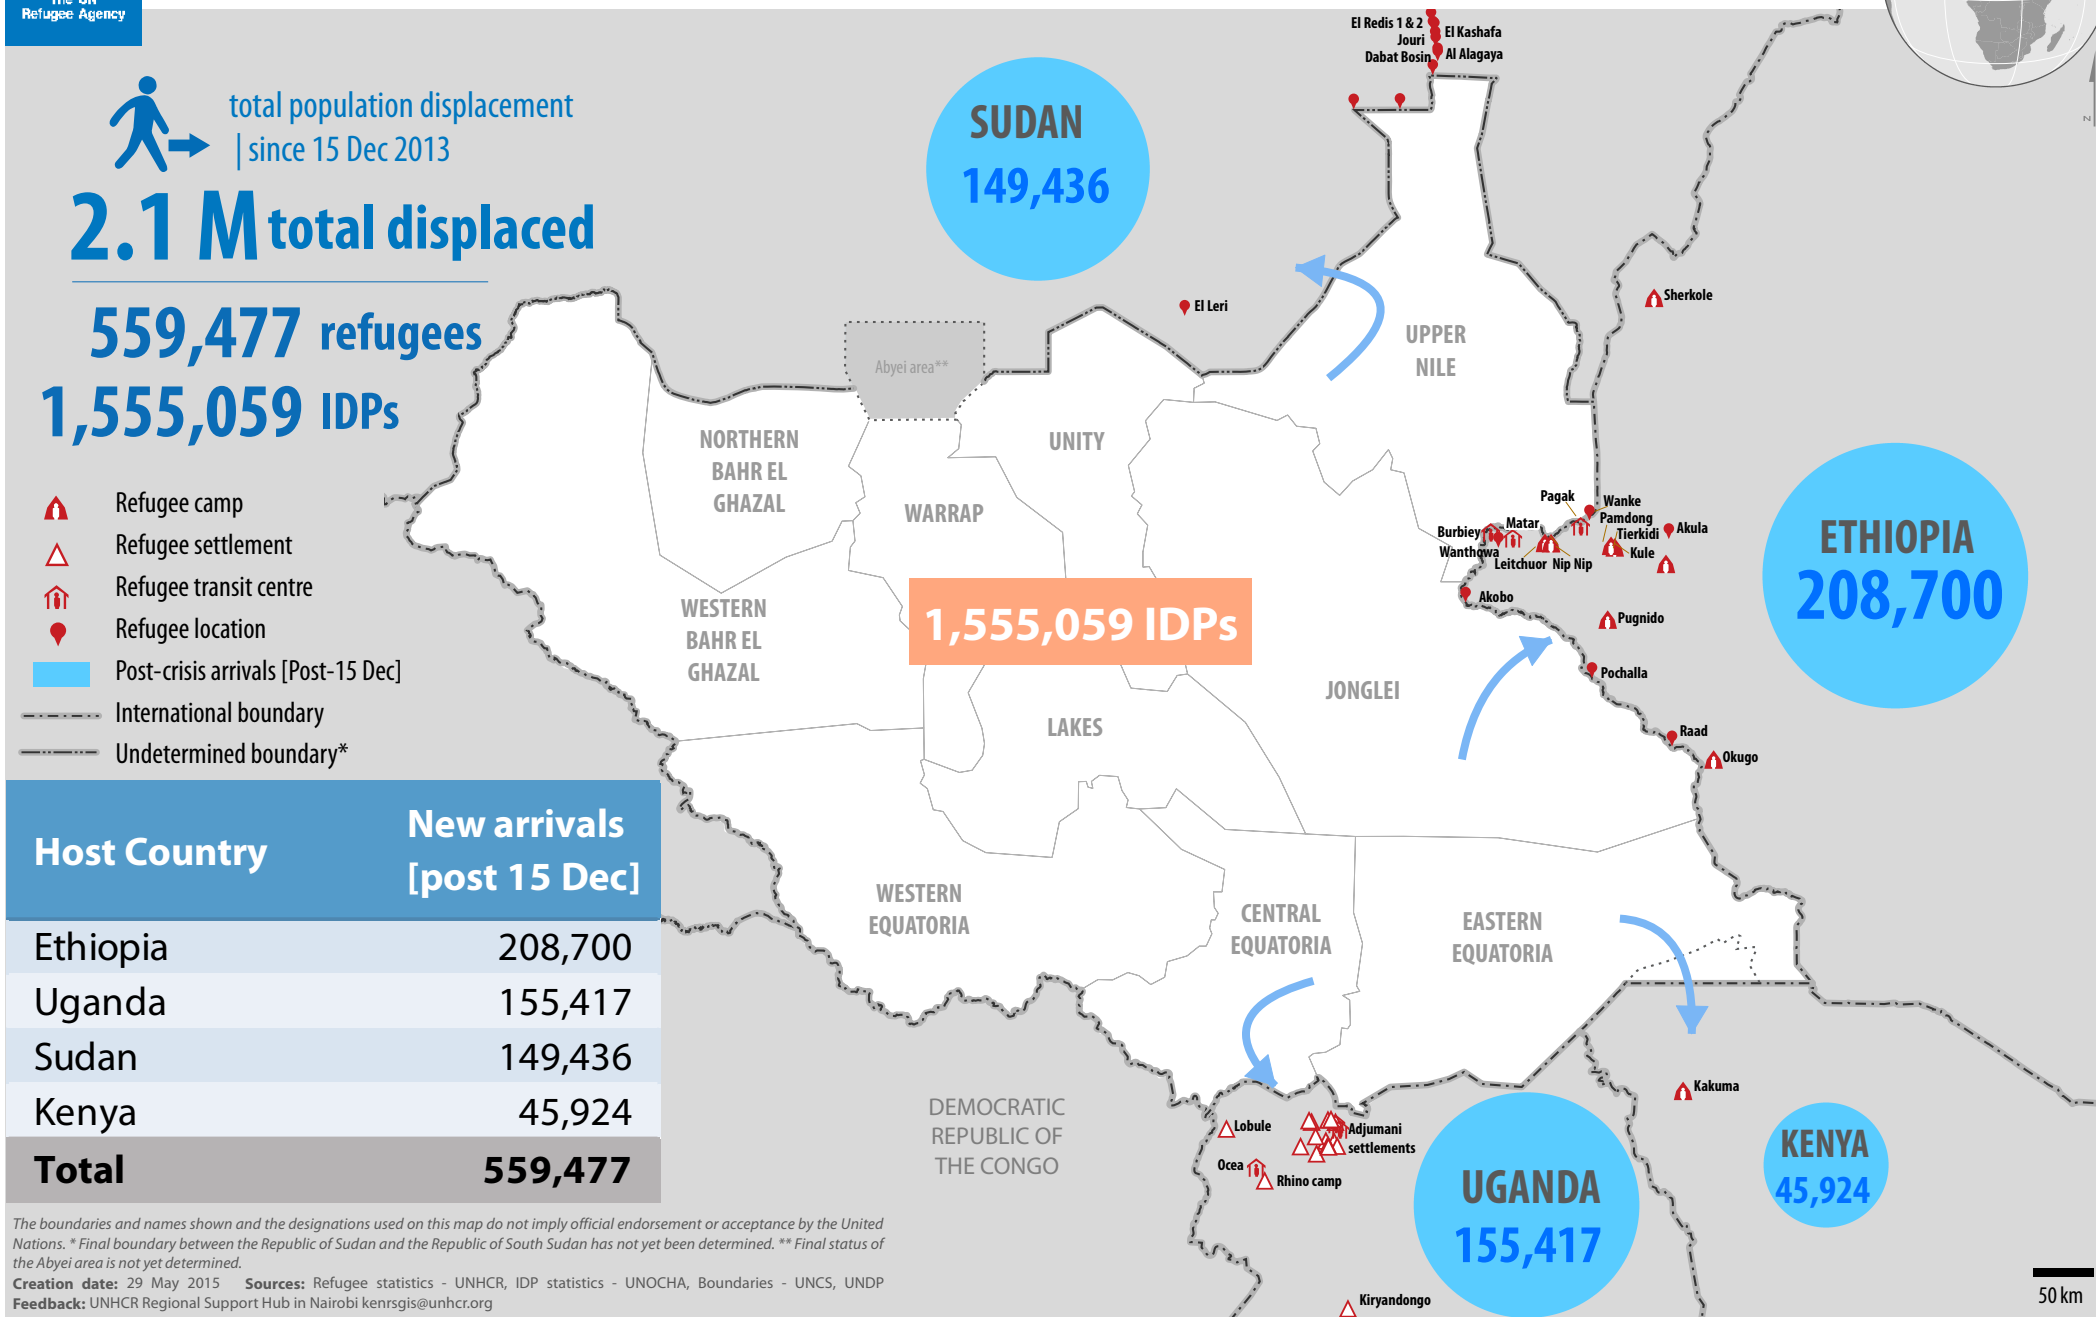 The UN
Refugee Agency
total population displacement
| since 15 Dec 2013
2.1 M total displaced
559,477 refugees
1,555,059 IDPs
Refugee camp
Refugee settlement
Refugee transit centre
Refugee location
Post-crisis arrivals [Post-15 Dec]
International boundary
Undetermined boundary*
Host Country
New arrivals
[post 15 Dec]
Ethiopia 208,700
Uganda 155,417
Sudan 149,436
Kenya 45,924
Total 559,477
The boundaries and names shown and the designations used on this map do not imply official endorsement or acceptance by the United
Nations. * Final boundary between the Republic of Sudan and the Republic of South Sudan has not yet been determined. ** Final status of
the Abyei area is not yet determined.
Creation date: 29 May 2015 Sources: Refugee statistics - UNHCR, IDP statistics - UNOCHA, Boundaries - UNCS, UNDP
Feedback: UNHCR Regional Support Hub in Nairobi kenrsgis@unhcr.org
SUDAN
149,436
El Redis 1 & 2
El Kashafa
Jouri
Al Alagaya
Dabat Bosin
N
El Leri
Sherkole
UPPER
NILE
Abyei area**
NORTHERN
BAHR EL
GHAZAL
UNITY
WARRAP
Pagak
Wanke
Pamdong
Matar
Burbiey
Tierkidi
Akula
Kule
Wanthowa
Leitchuor
Nip Nip
Akobo
Pugnido
Pochalla
Raad
Okugo
ETHIOPIA
208,700
WESTERN
BAHR EL
GHAZAL
1,555,059 IDPs
JONGLEI
LAKES
WESTERN
EQUATORIA
CENTRAL
EQUATORIA
EASTERN
EQUATORIA
DEMOCRATIC
REPUBLIC OF
THE CONGO
Lobule
Adjumani
settlements
Ocea
Rhino camp
Kakuma
KENYA
45,924
UGANDA
155,417
Kiryandongo
50 km